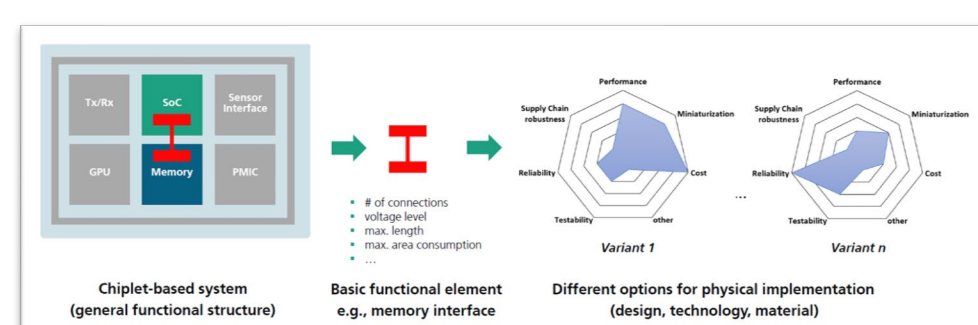 Tx/Rx
SoC
Sensor
Interface
GPU
Memory
PMIC
Chiplet-based system
(general functional structure)
• # of connections
• voltage level
• max. length
• max. area consumption
• ...
Basic functional element
e.g., memory interface
Performance
Supply Chain
robustness
Miniaturization
Reliability
Cost
Testability
other
Variant 1
...
Performance
Supply Chain
robustness
Miniaturization
Reliability
Cost
Testability
other
Variant n
Different options for physical implementation
(design, technology, material)